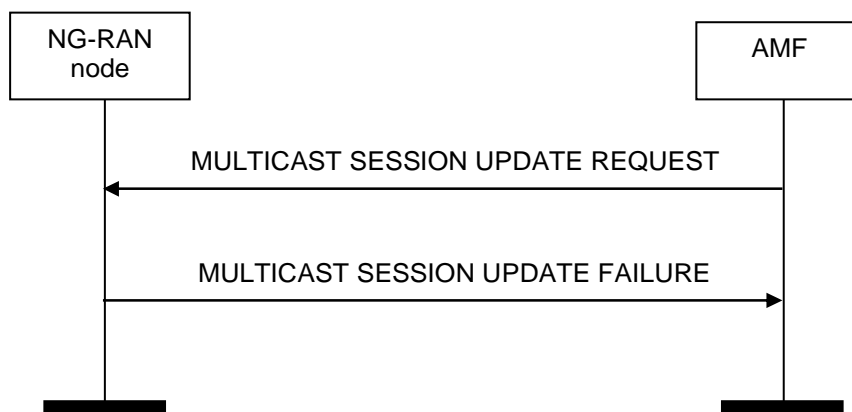 NG-RAN
node
AMF
MULTICAST SESSION UPDATE REQUEST
MULTICAST SESSION UPDATE FAILURE